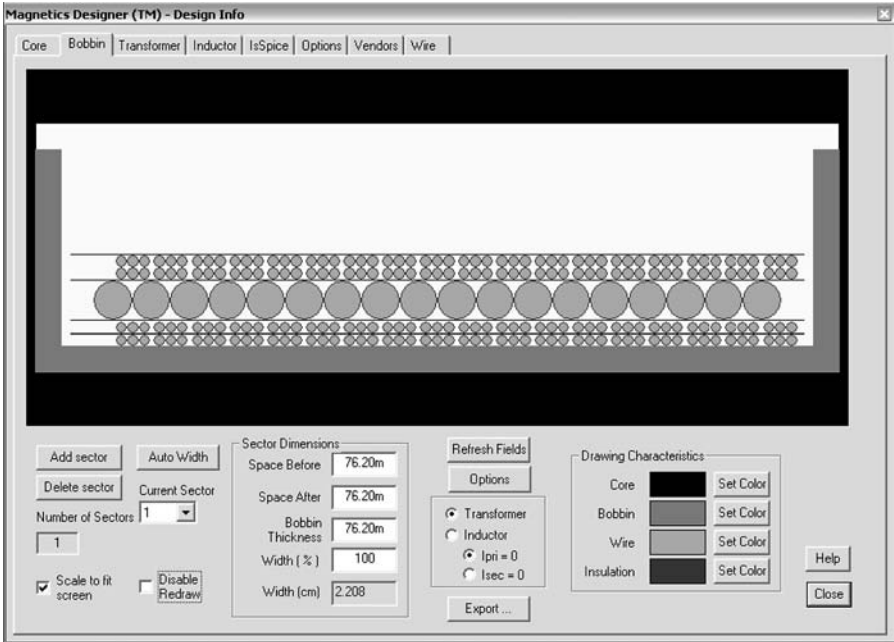 Magnetics Designer (TM) - Design Info
Core Bobbin Transformer Inductor IsSpice Options Vendors Wire
Add sector
Auto Width
Delete sector
Current Sector
1
Number of Sectors
1
Scale to fit
screen
Disable
Redraw
Sector Dimensions
Space Before 76.20m
Space After 76.20m
Bobbin
Thickness 76.20m
Width ( % ) 100
Width (cm) 2.208
Refresh Fields
Options
Transformer
Inductor
Ipri = 0
Isec = 0
Export ...
Drawing Characteristics
Core Set Color
Bobbin Set Color
Wire Set Color
Insulation Set Color
Help
Close